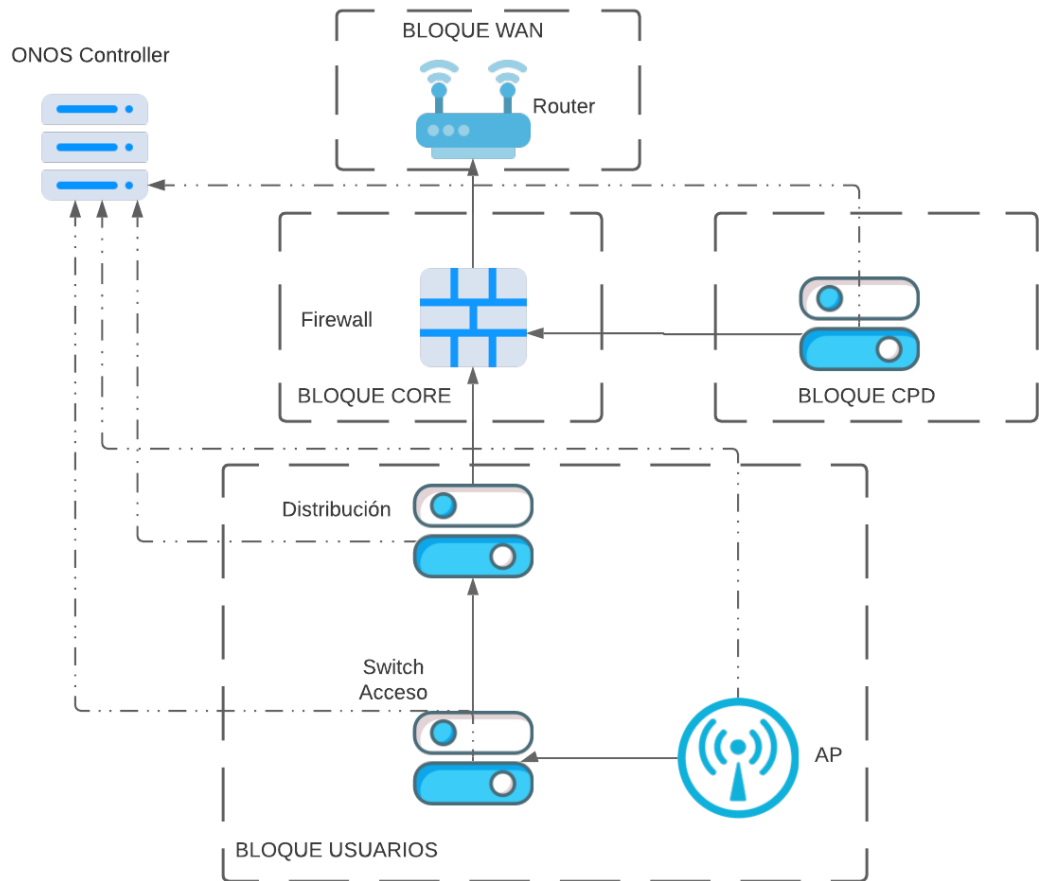 BLOQUE WAN
ONOS Controller
Router
Firewall
BLOQUE CORE
BLOQUE CPD
Distribución
Switch
Acceso
AP
BLOQUE USUARIOS